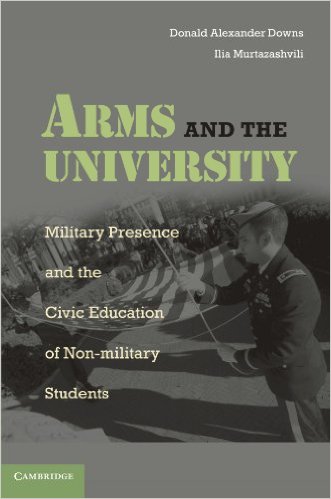 Donald Alexander Downs
Ilia Murtazashvili
ARMS AND THE
UNIVERSITY
Military Presence
and the
Civic Education
of Non-military
Students
CAMBRIDGE